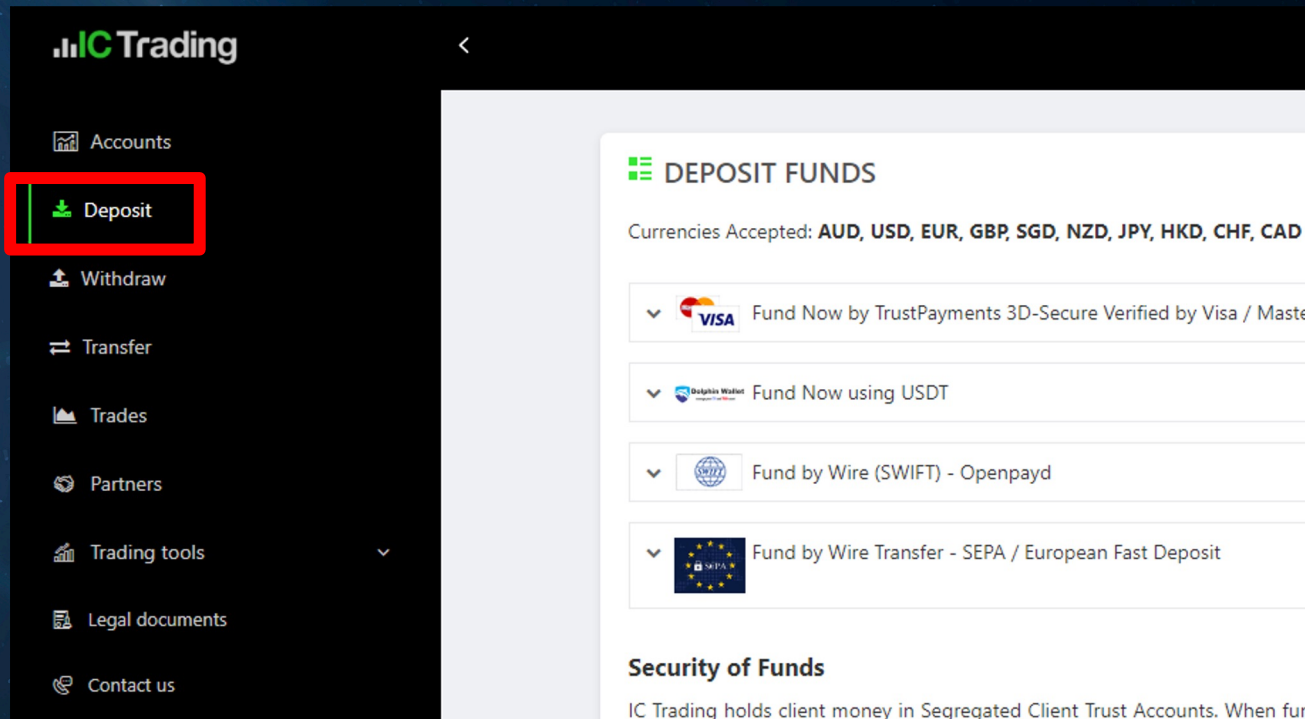 IC Trading
Accounts
Deposit
Withdraw
Transfer
Trades
Partners
Trading tools
Legal documents
Contact us
DEPOSIT FUNDS
Currencies Accepted: AUD, USD, EUR, GBP, SGD, NZD, JPY, HKD, CHF, CAD
VISA Fund Now by TrustPayments 3D-Secure Verified by Visa / Maste
Dolphin Wallet Fund Now using USDT
SWIFT Fund by Wire (SWIFT) - Openpayd
SEPA Fund by Wire Transfer - SEPA / European Fast Deposit
Security of Funds
IC Trading holds client money in Segregated Client Trust Accounts. When fur